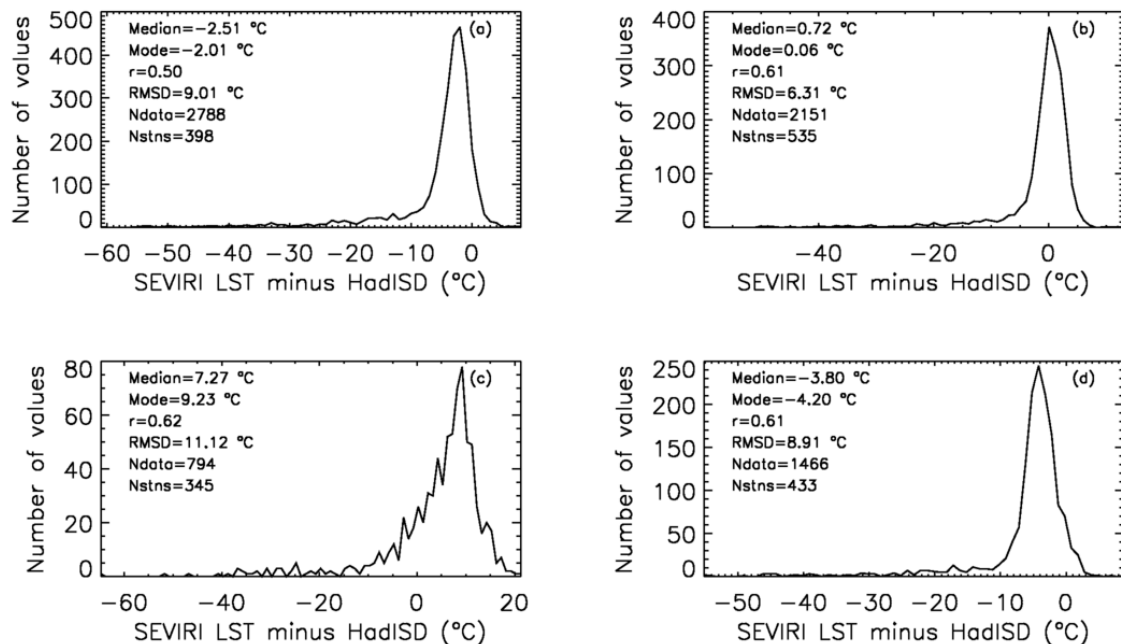 Median=−2.51 °C
(a)
Mode=−2.01 °C
r=0.50
RMSD=9.01 °C
Ndata=2788
Nstns=398
Number of values
500
400
300
200
100
0
−60 −50 −40 −30 −20 −10 0
SEVIRI LST minus HadISD (°C)
Median=0.72 °C
(b)
Mode=0.06 °C
r=0.61
RMSD=6.31 °C
Ndata=2151
Nstns=535
Number of values
400
300
200
100
0
−40 −20 0
SEVIRI LST minus HadISD (°C)
Median=7.27 °C
(c)
Mode=9.23 °C
r=0.62
RMSD=11.12 °C
Ndata=794
Nstns=345
Number of values
80
60
40
20
0
−60 −40 −20 0 20
SEVIRI LST minus HadISD (°C)
Median=−3.80 °C
(d)
Mode=−4.20 °C
r=0.61
RMSD=8.91 °C
Ndata=1466
Nstns=433
Number of values
250
200
150
100
50
0
−50 −40 −30 −20 −10 0
SEVIRI LST minus HadISD (°C)